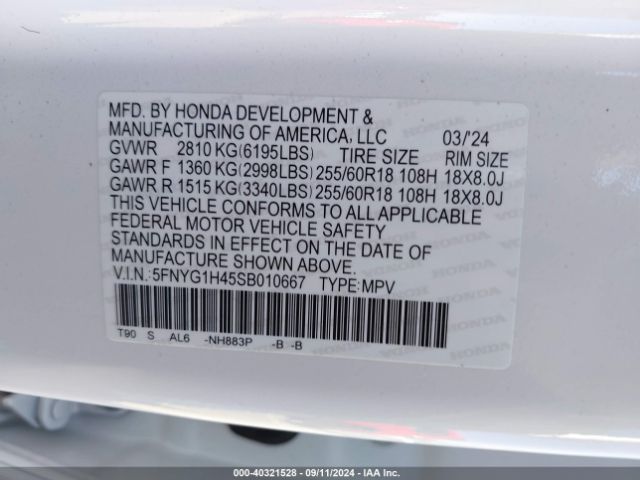 MFD. BY HONDA DEVELOPMENT &
MANUFACTURING OF AMERICA, LLC 03/'24
GVWR 2810 KG(6195LBS) TIRE SIZE RIM SIZE
GAWR F 1360 KG(2998LBS) 255/60R18 108H 18X8.0J
GAWR R 1515 KG(3340LBS) 255/60R18 108H 18X8.0J
THIS VEHICLE CONFORMS TO ALL APPLICABLE
FEDERAL MOTOR VEHICLE SAFETY
STANDARDS IN EFFECT ON THE DATE OF
MANUFACTURE SHOWN ABOVE.
V.I.N.:5FNYG1H45SB010667 TYPE:MPV
T90 S AL6 -NH883P -B -B
000-40321528 - 09/11/2024 - IAA Inc.